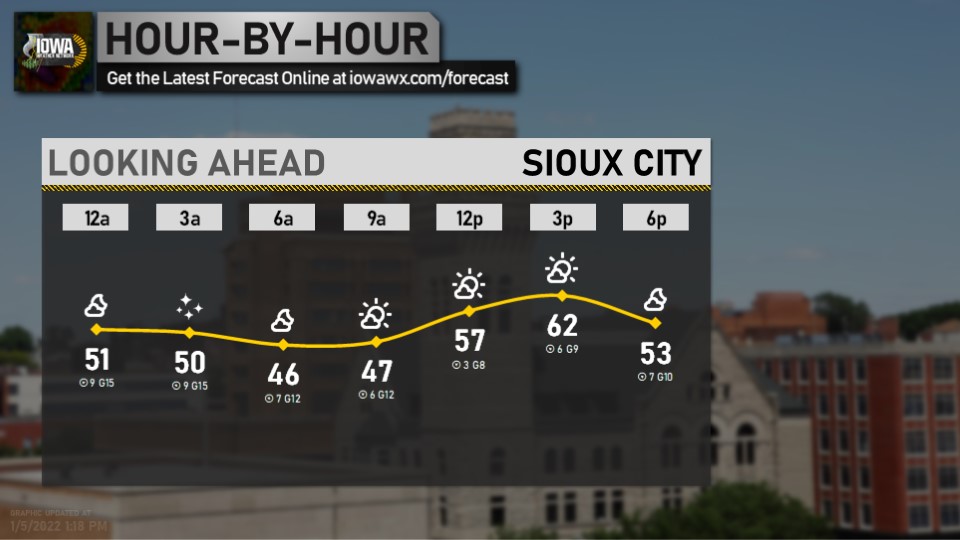 IOWA
HOUR-BY-HOUR
Get the Latest Forecast Online at iowawx.com/forecast
LOOKING AHEAD SIOUX CITY
12a 3a 6a 9a 12p 3p 6p
51 50 46 47 57 62 53
9 G15 9 G15 7 G12 6 G12 3 G8 6 G9 7 G10
GRAPHIC UPDATED AT
1/5/2022 1:18 PM